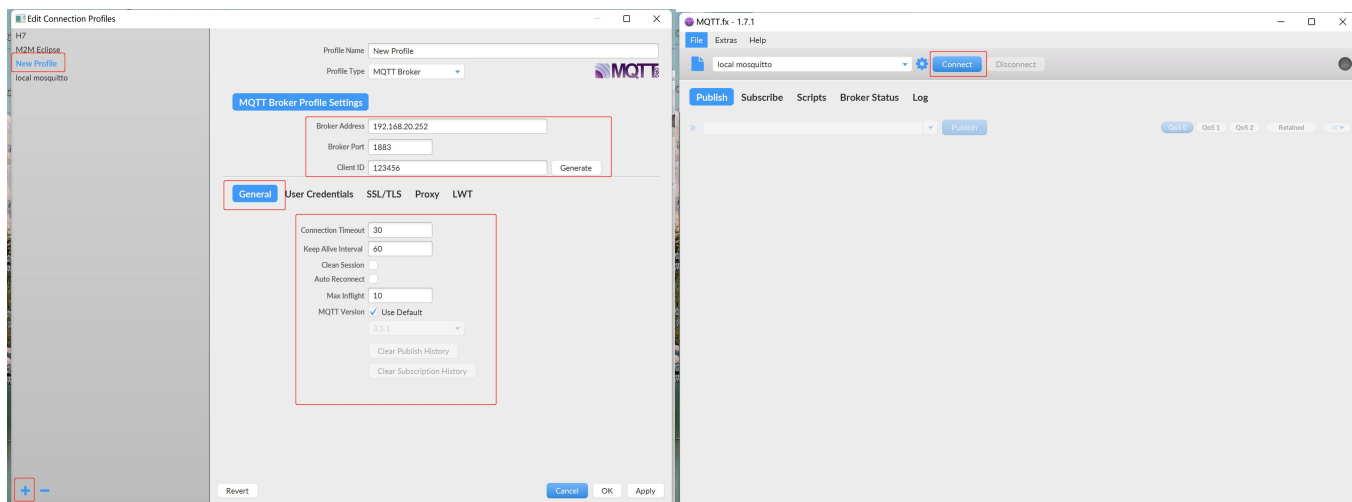 Edit Connection Profiles
H7
M2M Eclipse
New Profile
local mosquitto
Profile Name New Profile
Profile Type MQTT Broker
MQTT
MQTT Broker Profile Settings
Broker Address 192.168.20.252
Broker Port 1883
Client ID 123456 Generate
General User Credentials SSL/TLS Proxy LWT
Connection Timeout 30
Keep Alive Interval 60
Clean Session
Auto Reconnect
Max Inflight 10
MQTT Version Use Default
3.1.1
Clear Publish History
Clear Subscription History
Revert Cancel OK Apply
MQTT.fx - 1.7.1
File Extras Help
local mosquitto Connect Disconnect
Publish Subscribe Scripts Broker Status Log
Publish QoS 0 QoS 1 QoS 2 Retained